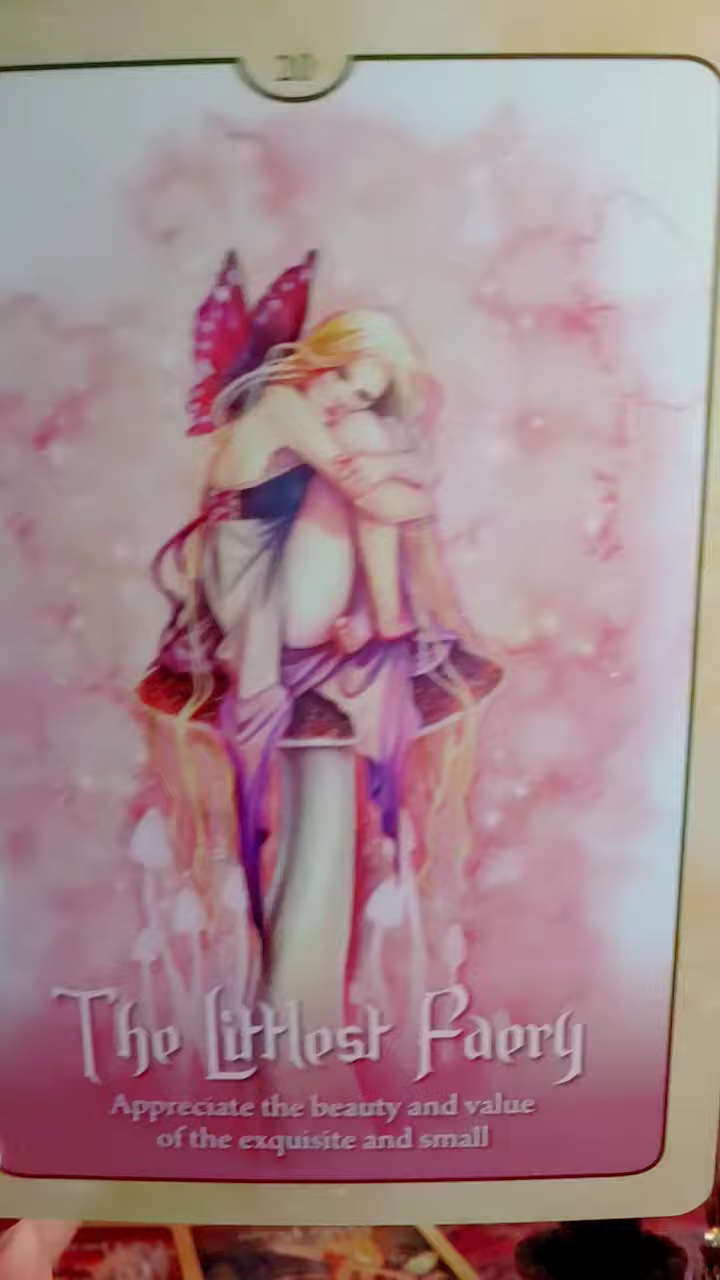 The Littlest Faery
Appreciate the beauty and value
of the exquisite and small